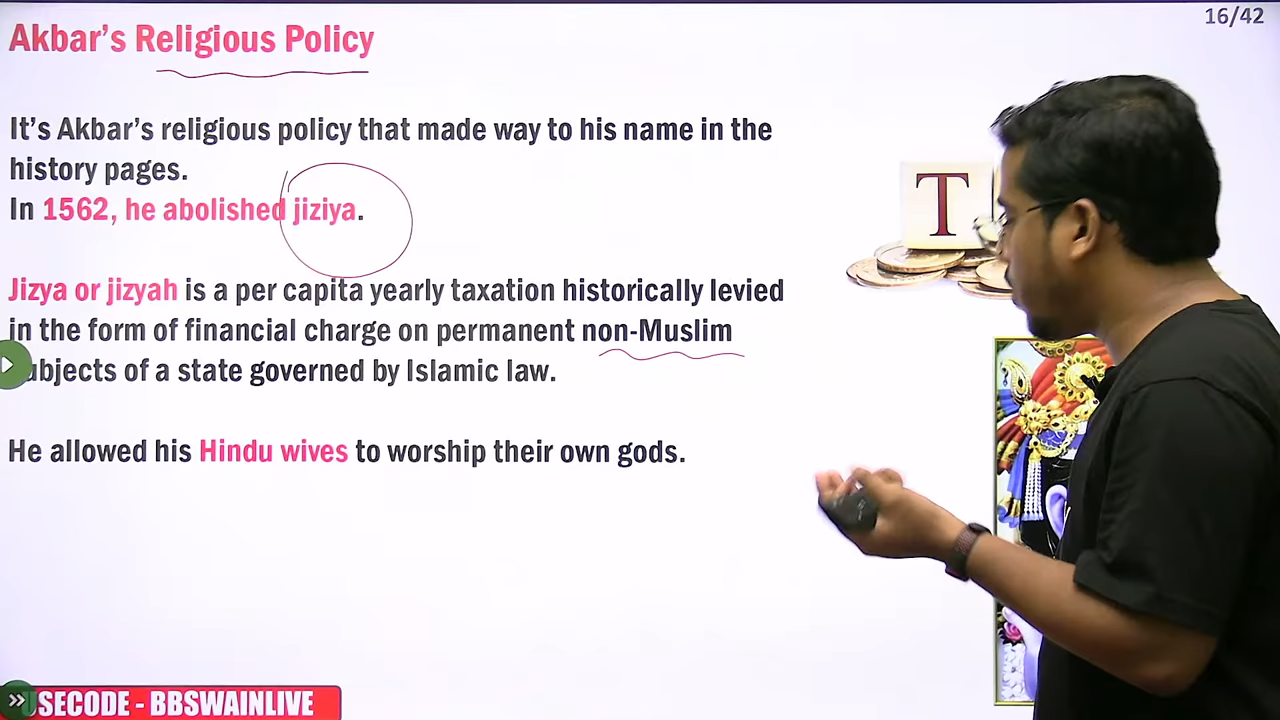 Akbar's Religious Policy
16/42
It's Akbar's religious policy that made way to his name in the
history pages.
In 1562, he abolished jiziya.
T
Jizya or jizyah is a per capita yearly taxation historically levied
in the form of financial charge on permanent non-Muslim
ubjects of a state governed by Islamic law.
He allowed his Hindu wives to worship their own gods.
USECODE - BBSWAINLIVE